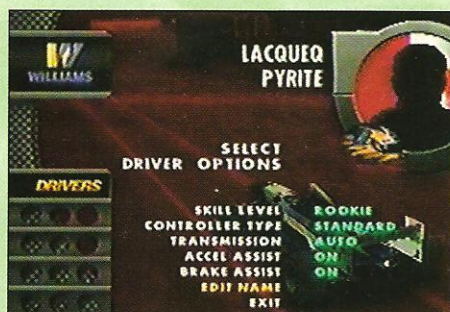 WILLIAMS
LACQUEQ
PYRITE
SELECT
DRIVER OPTIONS
DRIVERS
SKILL LEVEL ROOKIE
CONTROLLER TYPE STANDARD
TRANSMISSION AUTO
ACCEL ASSIST ON
BRAKE ASSIST ON
EDIT NAME
EXIT